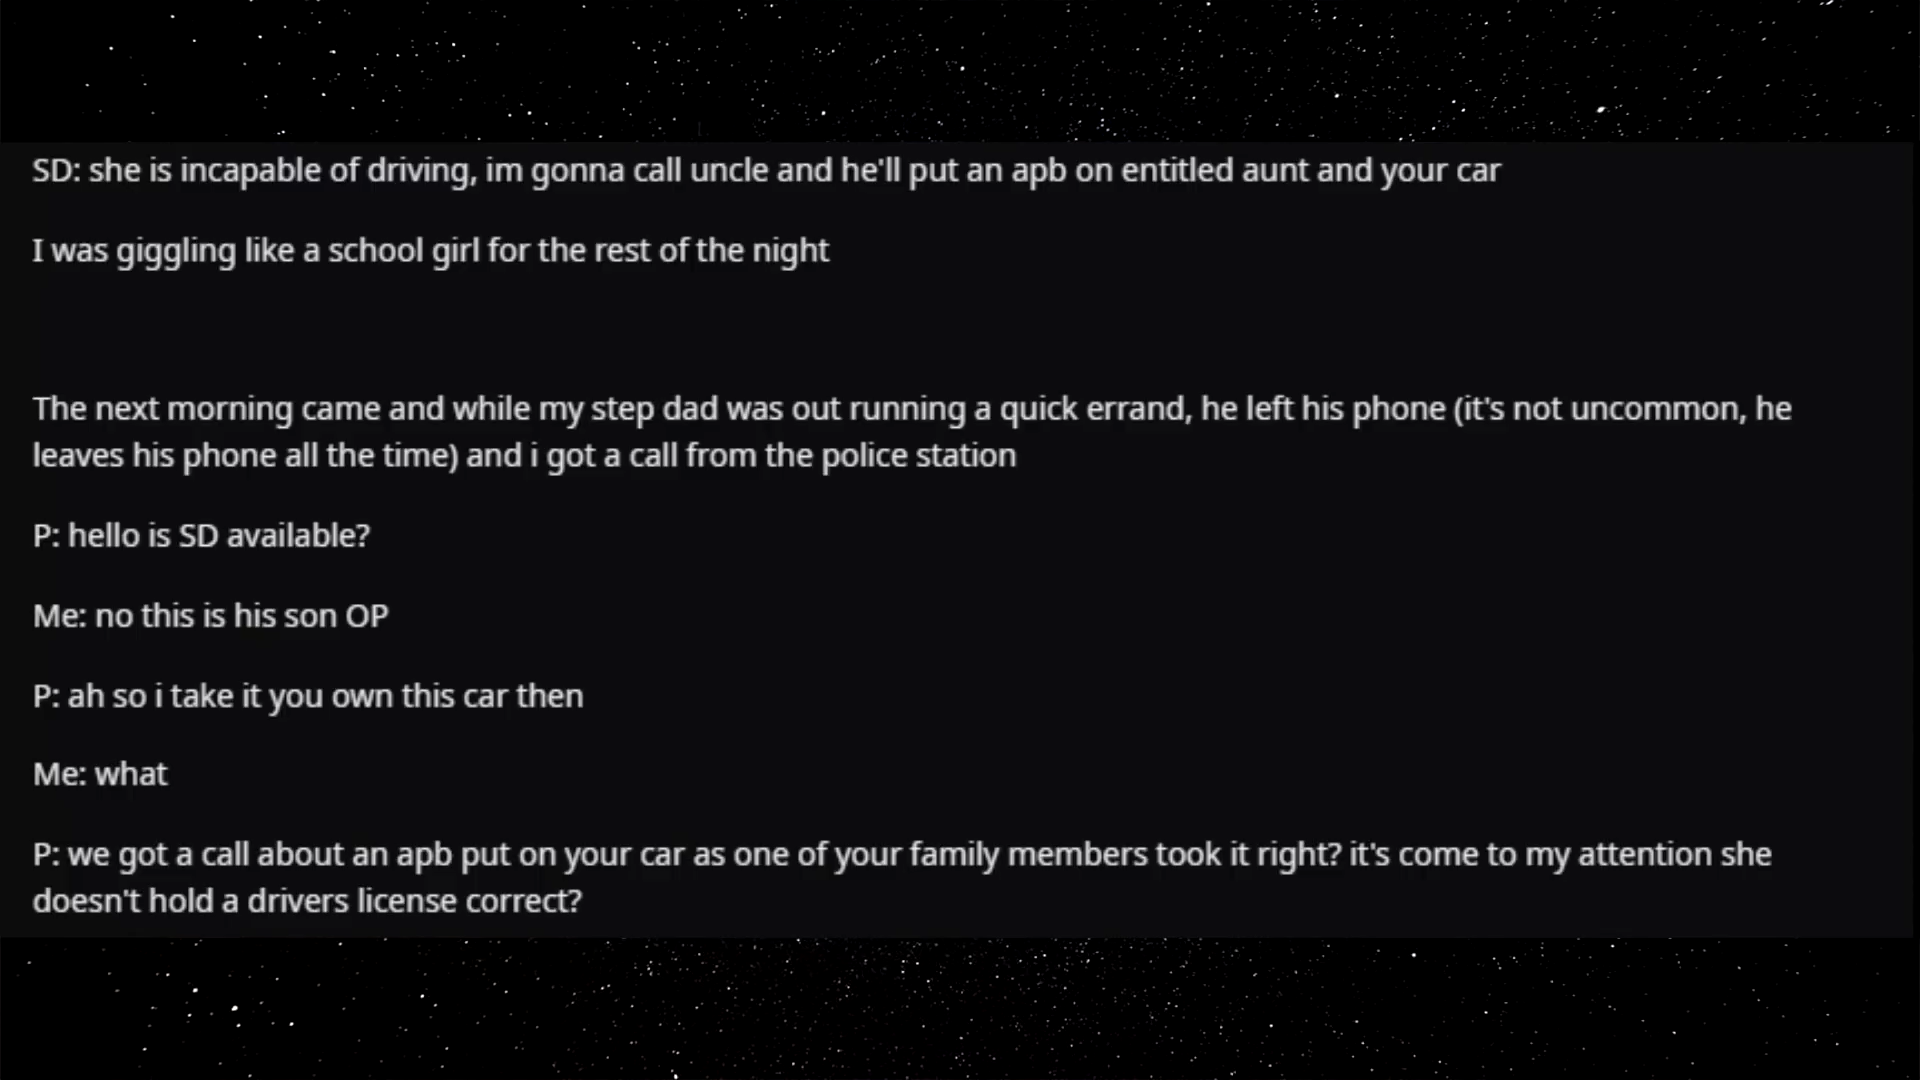 SD: she is incapable of driving, im gonna call uncle and he'll put an apb on entitled aunt and your car
I was giggling like a school girl for the rest of the night
The next morning came and while my step dad was out running a quick errand, he left his phone (it's not uncommon, he
leaves his phone all the time) and i got a call from the police station
P: hello is SD available?
Me: no this is his son OP
P: ah so i take it you own this car then
Me: what
P: we got a call about an apb put on your car as one of your family members took it right? it's come to my attention she
doesn't hold a drivers license correct?